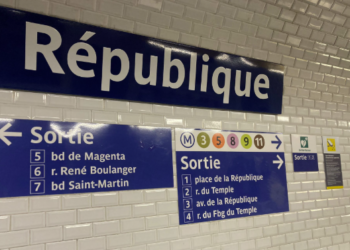 République
← Sortie
5 bd de Magenta
6 r. René Boulanger
7 bd Saint-Martin
M 3 5 8 9 11 →
Sortie →
1 place de la République
2 r. du Temple
3 av. de la République
4 r. du Fbg du Temple
Sortie